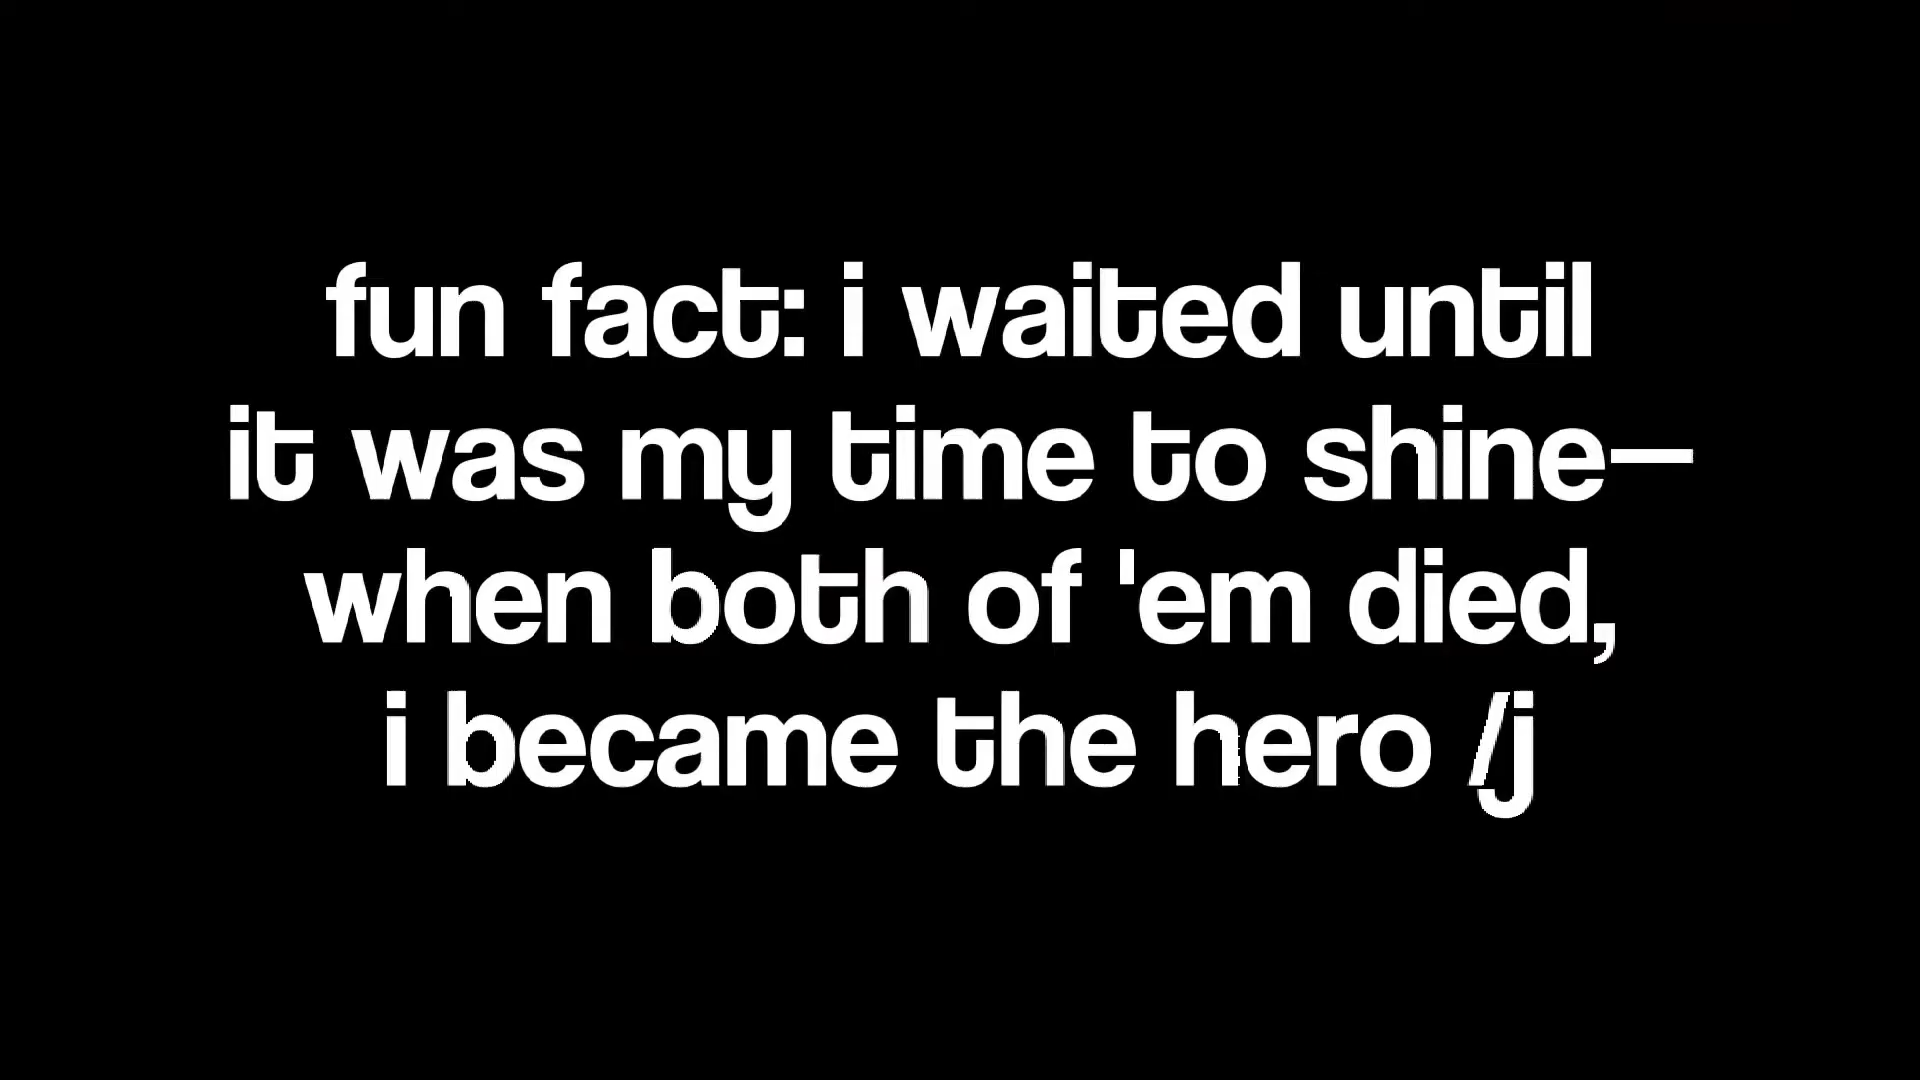 fun fact: i waited until
it was my time to shine—
when both of 'em died,
i became the hero /j